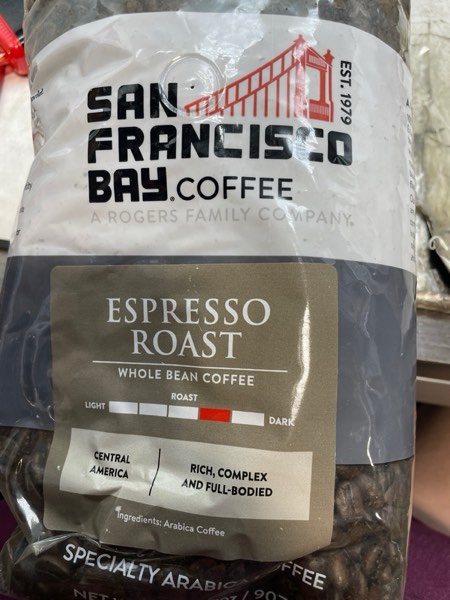 SAN
FRANCISCO
BAY.COFFEE
EST. 1979
A ROGERS FAMILY COMPANY.
ESPRESSO
ROAST
WHOLE BEAN COFFEE
ROAST
LIGHT DARK
CENTRAL
AMERICA
RICH, COMPLEX
AND FULL-BODIED
Ingredients: Arabica Coffee
SPECIALTY